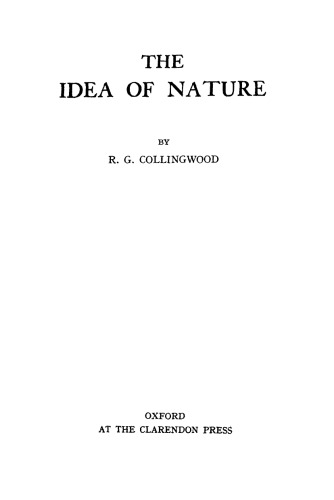 THE
IDEA OF NATURE
BY
R. G. COLLINGWOOD
OXFORD
AT THE CLARENDON PRESS